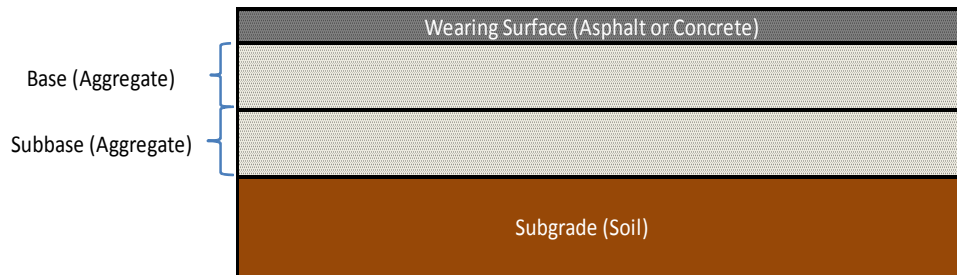 Wearing Surface (Asphalt or Concrete)
Base (Aggregate)
Subbase (Aggregate)
Subgrade (Soil)